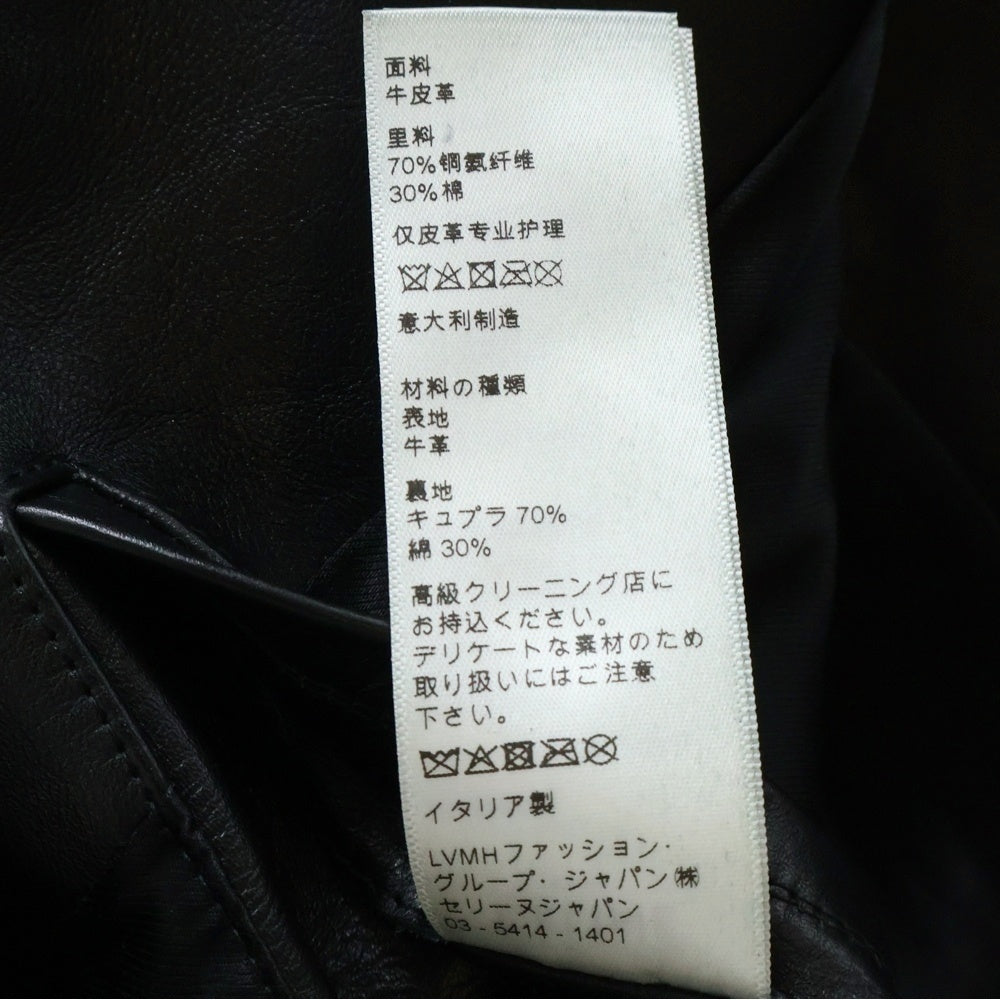 面料
牛皮革
里料
70%铜氨纤维
30%棉
仅皮革专业护理
意大利制造
材料の種類
表地
牛革
裏地
キュプラ 70%
綿 30%
高級クリーニング店に
お持込ください。
デリケートな素材のため
取り扱いにはご注意
下さい。
イタリア製
LVMHファッション·
グループ· ジャパン㈱
セリーヌジャパン
03 - 5414 - 1401